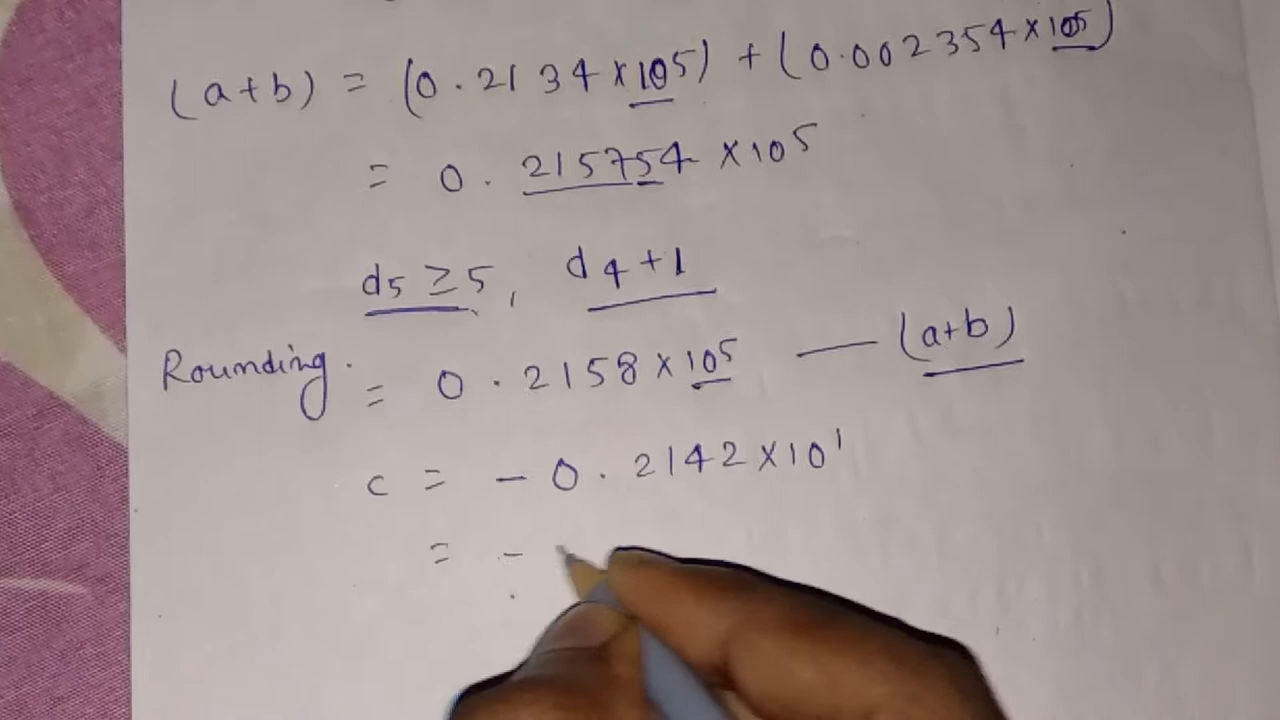 (a+b) = (0.2134×10⁵) + (0.002354×10⁵)
= 0.215754×10⁵
d5 ≥ 5, d4+1
Rounding. = 0.2158×10⁵ — (a+b)
c = -0.2142×10¹
= -